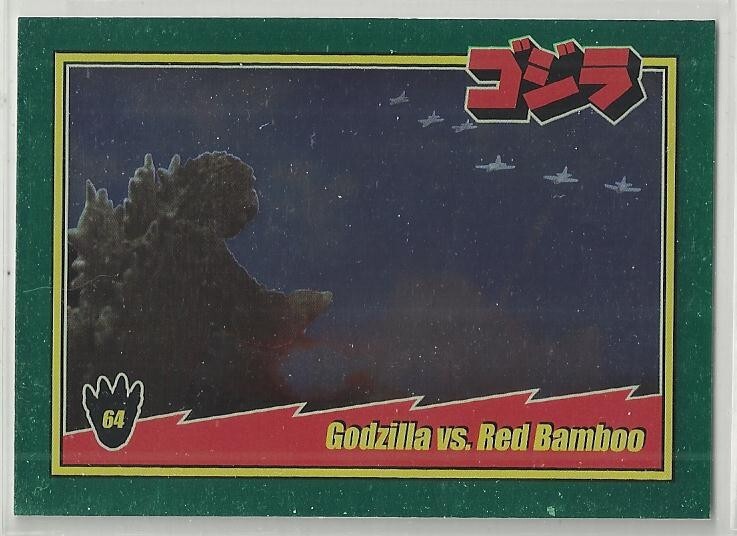 ゴジラ
64
Godzilla vs. Red Bamboo